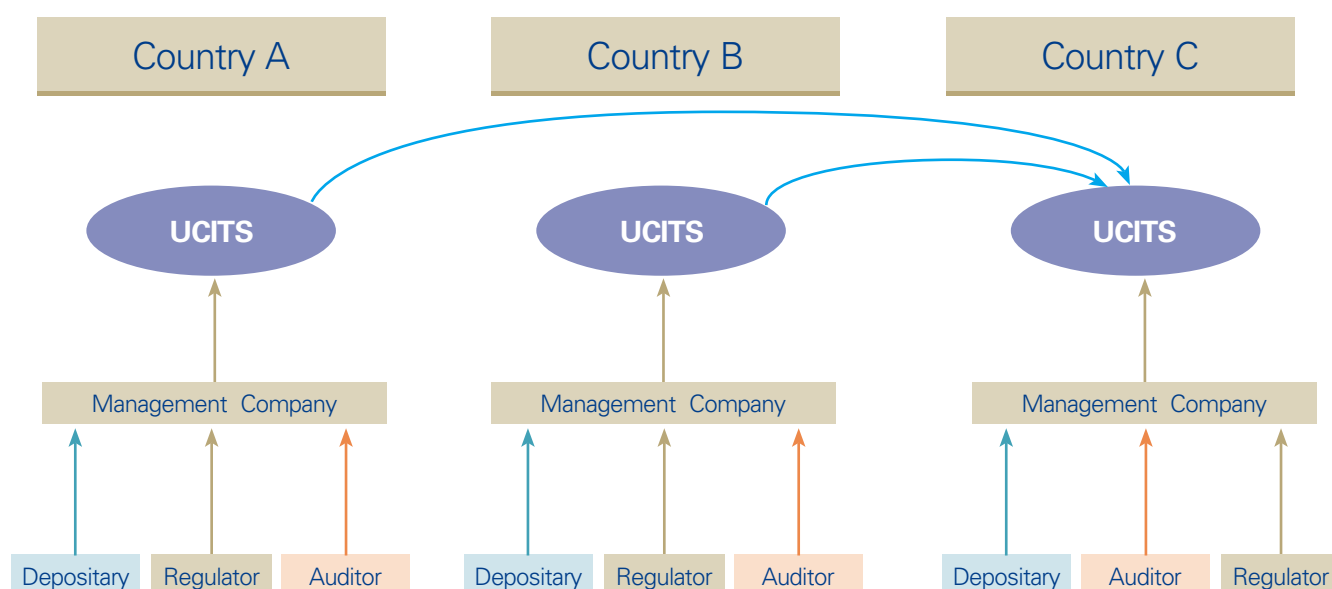 Country A
Country B
Country C
UCITS
UCITS
UCITS
Management Company
Management Company
Management Company
Depositary
Regulator
Auditor
Depositary
Regulator
Auditor
Depositary
Auditor
Regulator